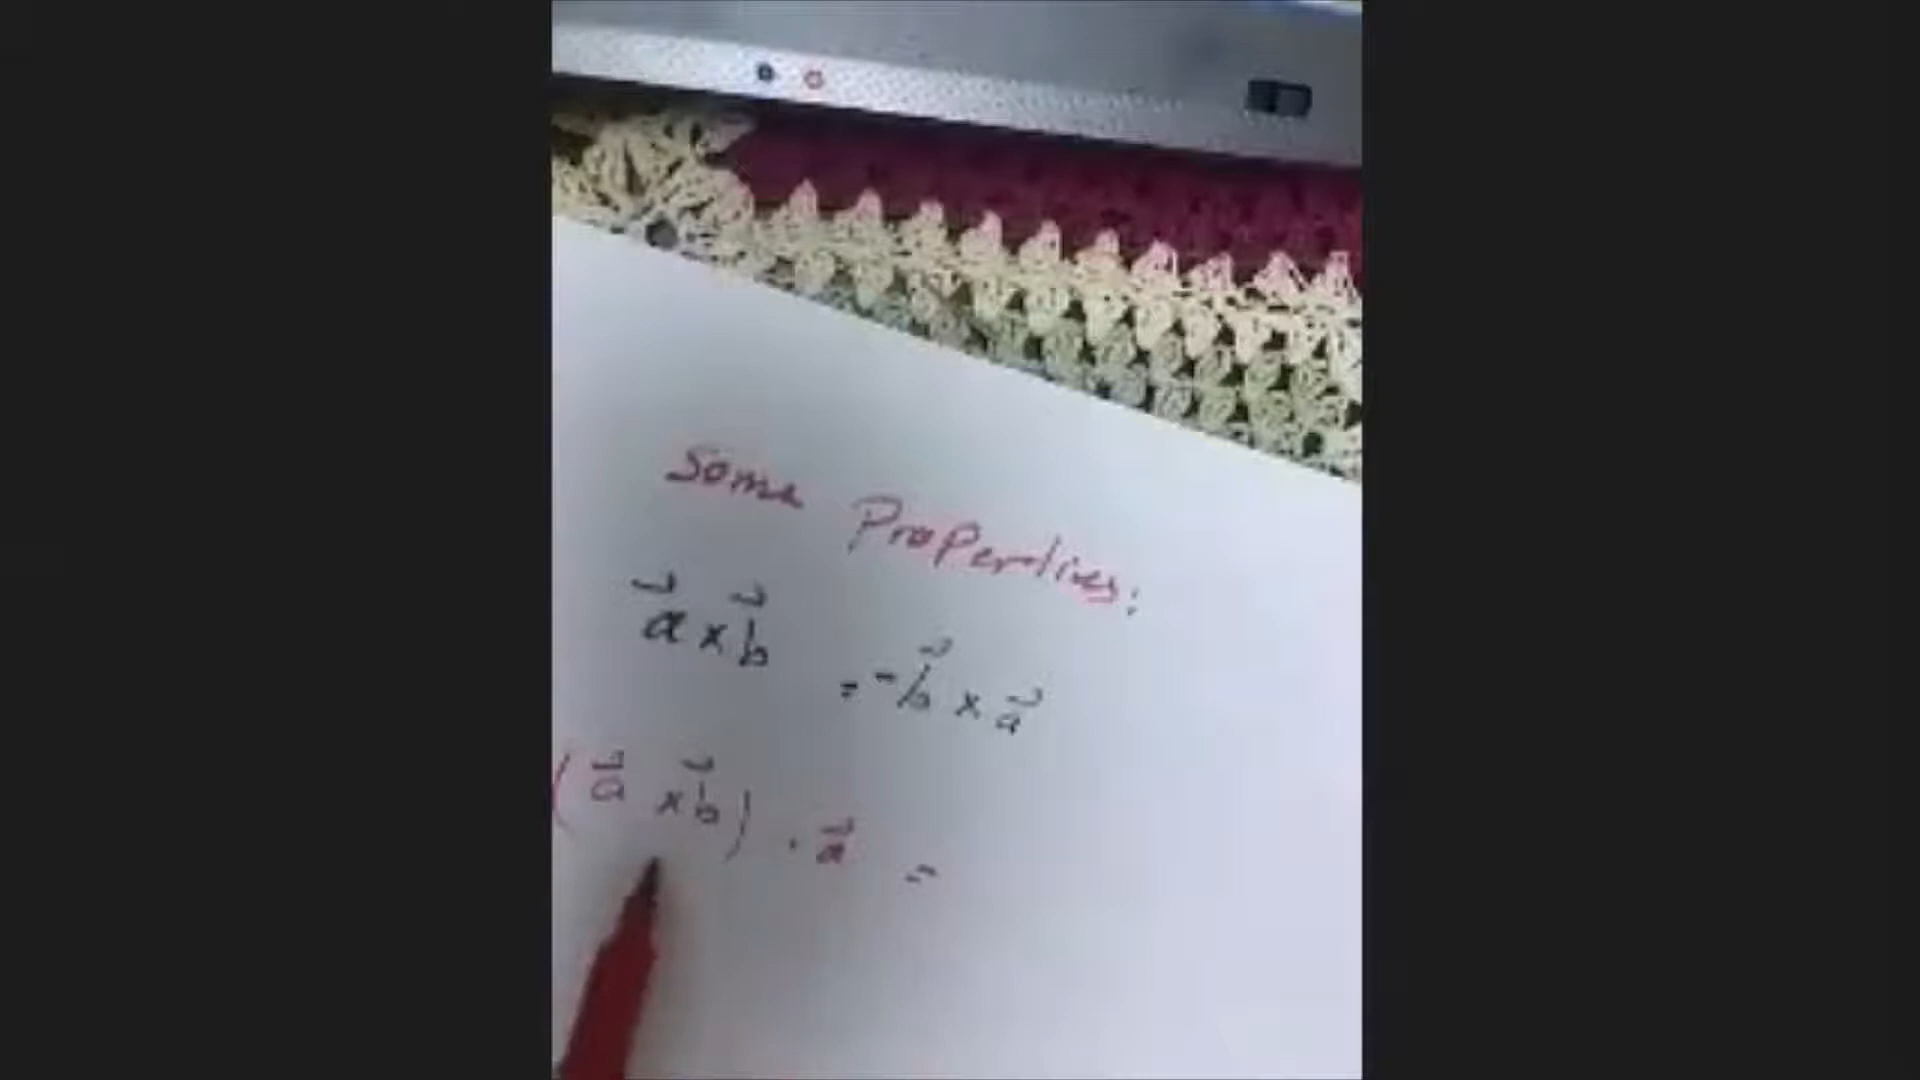 Some Properties:
a⃗ × b⃗ = - b⃗ × a⃗
(a⃗ × b⃗) . a⃗ =